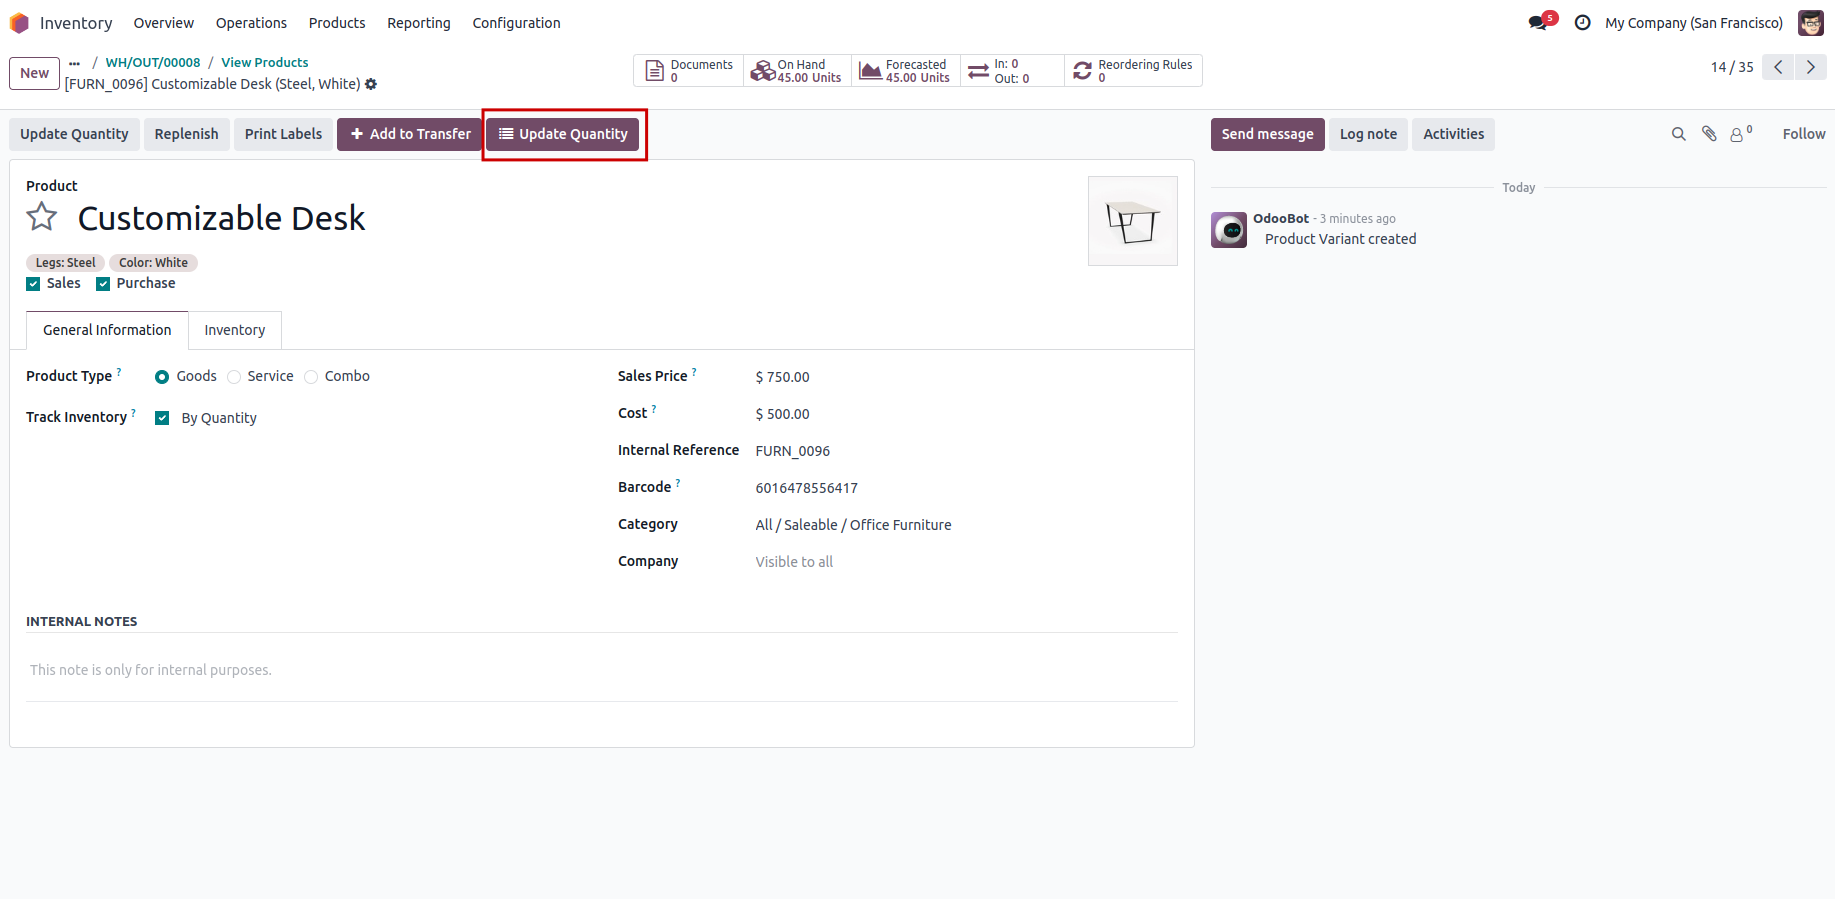 Inventory Overview Operations Products Reporting Configuration 5 My Company (San Francisco)
New ... / WH/OUT/00008 / View Products
[FURN_0096] Customizable Desk (Steel, White)
Documents 0
On Hand 45.00 Units
Forecasted 45.00 Units
In: 0
Out: 0
Reordering Rules 0
14 / 35
Update Quantity Replenish Print Labels + Add to Transfer Update Quantity
Send message Log note Activities 0 Follow
Product
Customizable Desk
Legs: Steel Color: White
Sales Purchase
General Information Inventory
Product Type ? Goods Service Combo
Track Inventory ? By Quantity
Sales Price ? $ 750.00
Cost ? $ 500.00
Internal Reference FURN_0096
Barcode ? 6016478556417
Category All / Saleable / Office Furniture
Company Visible to all
INTERNAL NOTES
This note is only for internal purposes.
Today
OdooBot - 3 minutes ago
Product Variant created